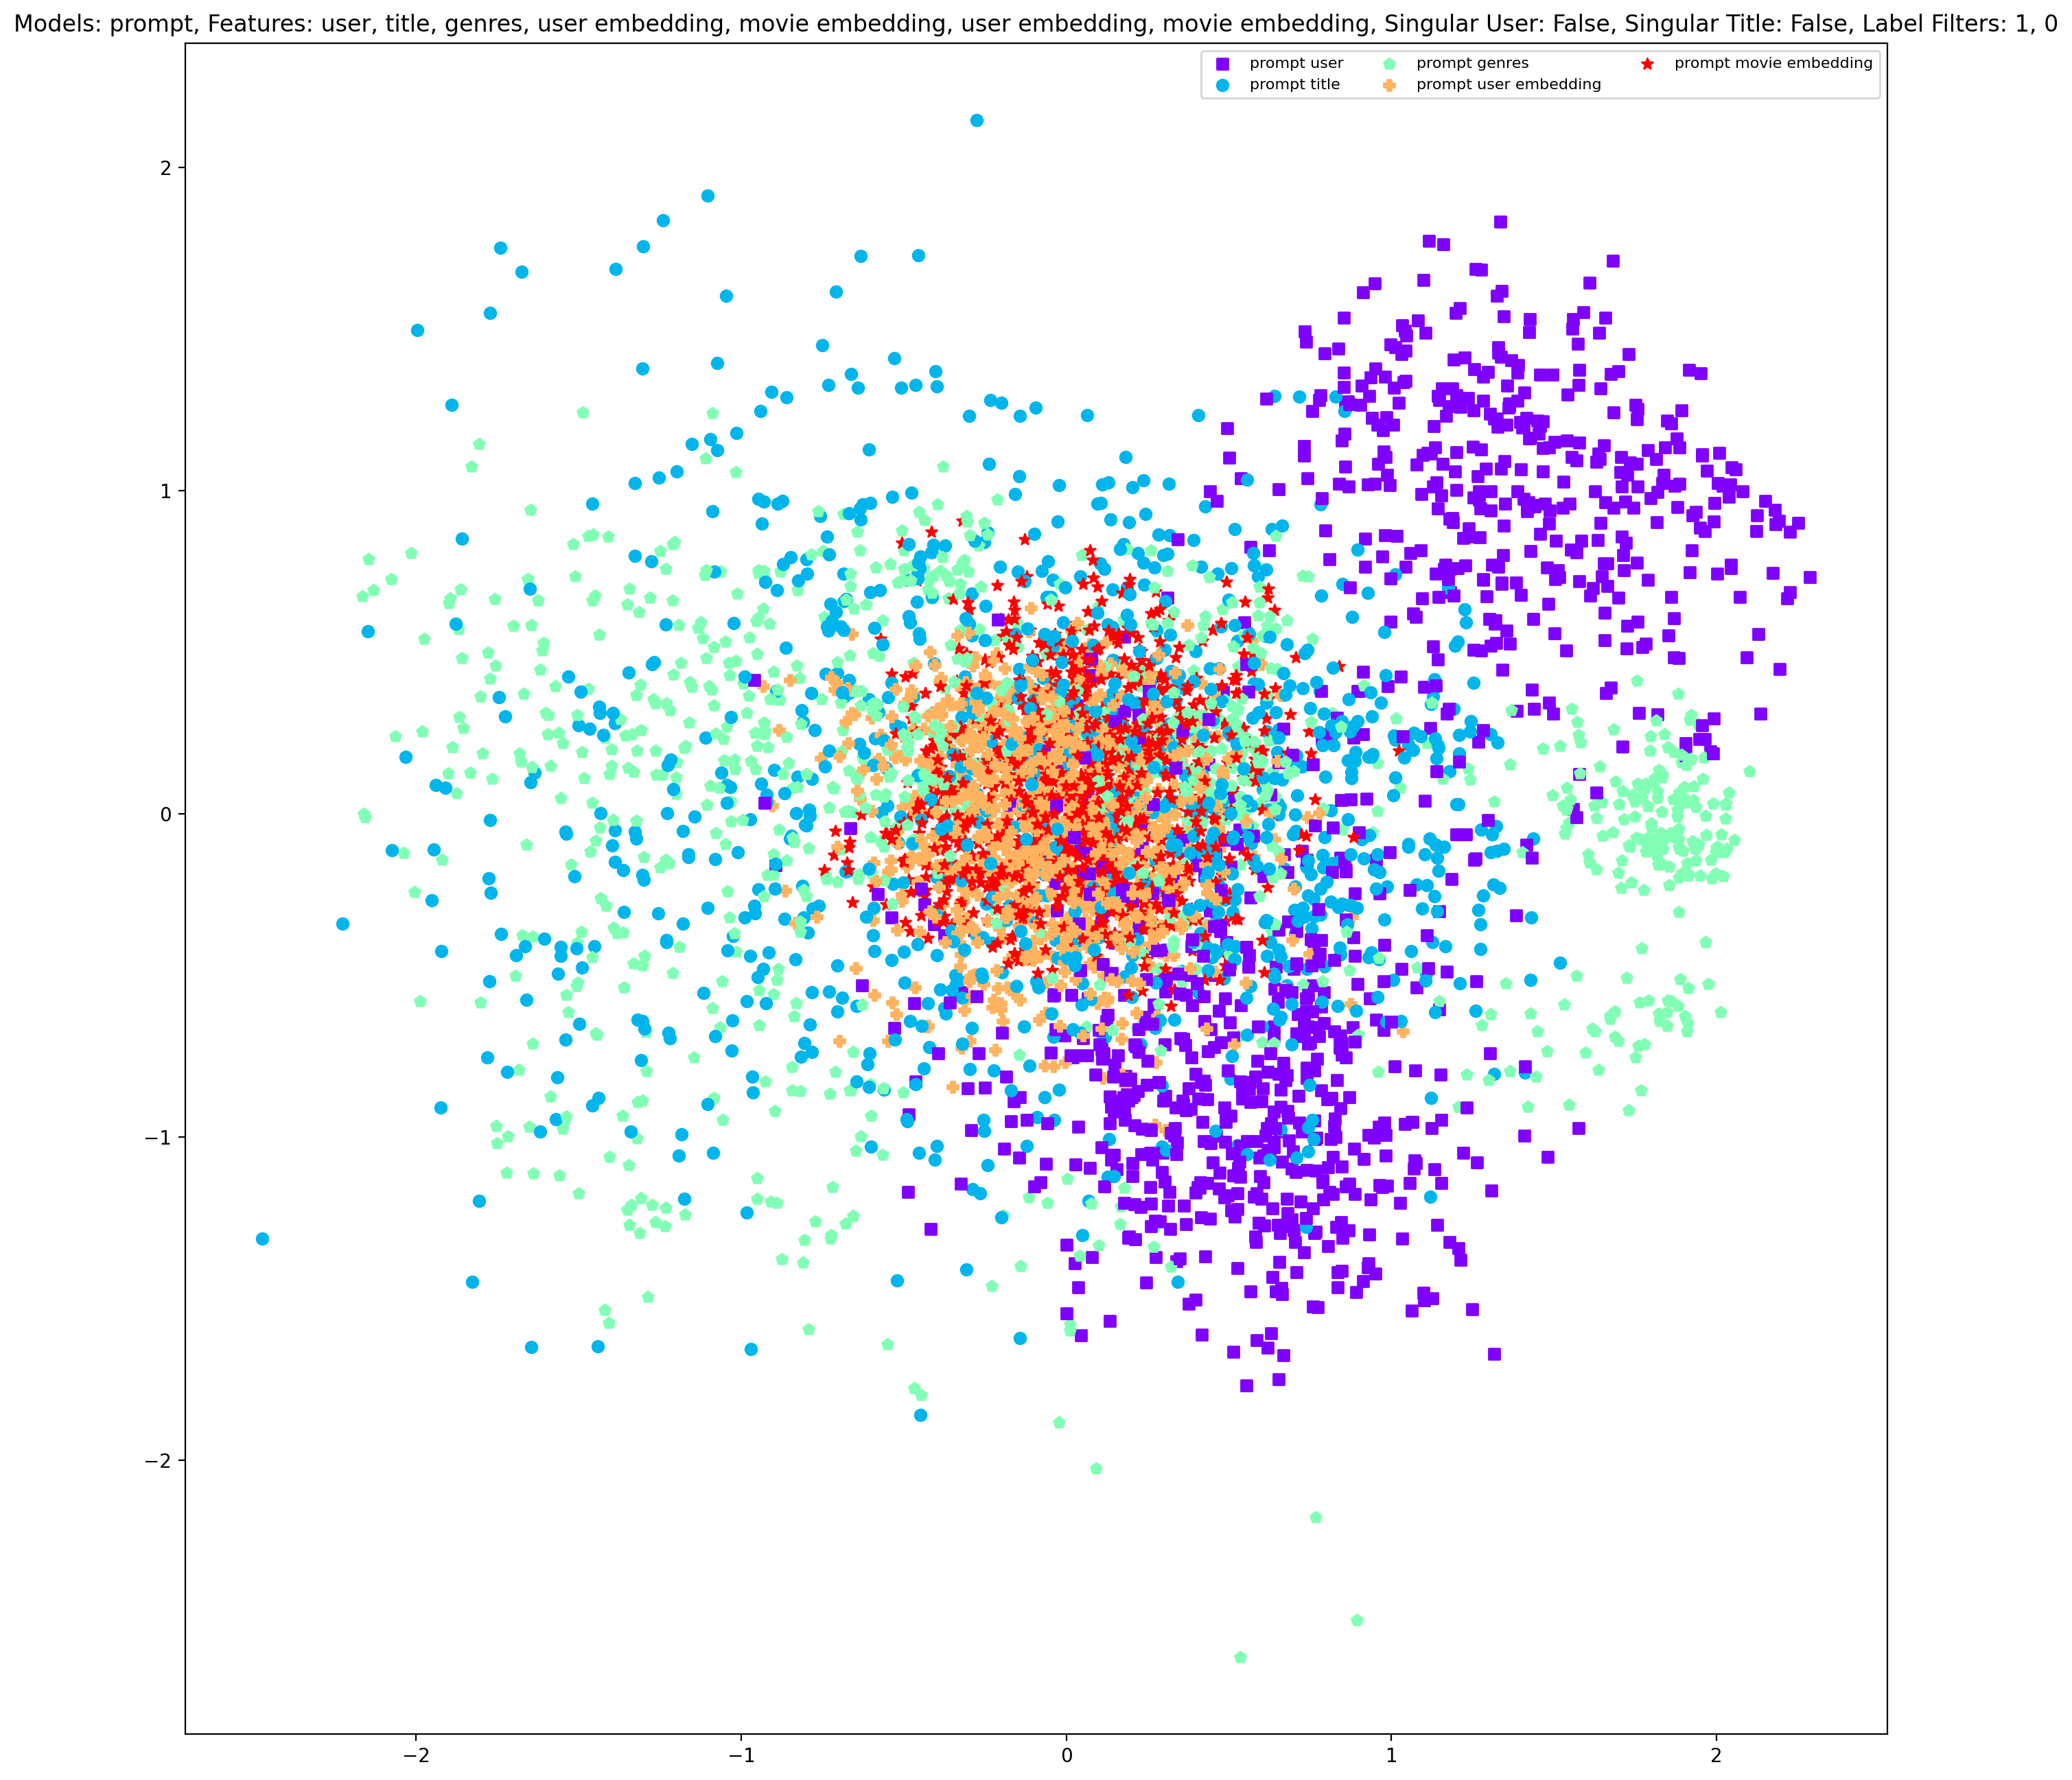 Models: prompt, Features: user, title, genres, user embedding, movie embedding, user embedding, movie embedding, Singular User: False, Singular Title: False, Label Filters: 1, 0
prompt user
prompt title
prompt genres
prompt user embedding
prompt movie embedding
2
1
0
−1
−2
−2
−1
0
1
2